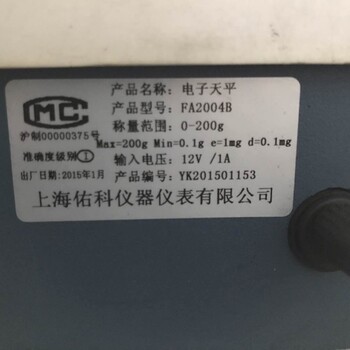 MC
沪制00000375号
准确度级别 Ⅰ
出厂日期:2015年1月
产品名称: 电子天平
产品型号: FA2004B
称量范围: 0-200g
Max=200g Min=0.1g e=1mg d=0.1mg
输入电压: 12V /1A
产品编号: YK201501153
上海佑科仪器仪表有限公司